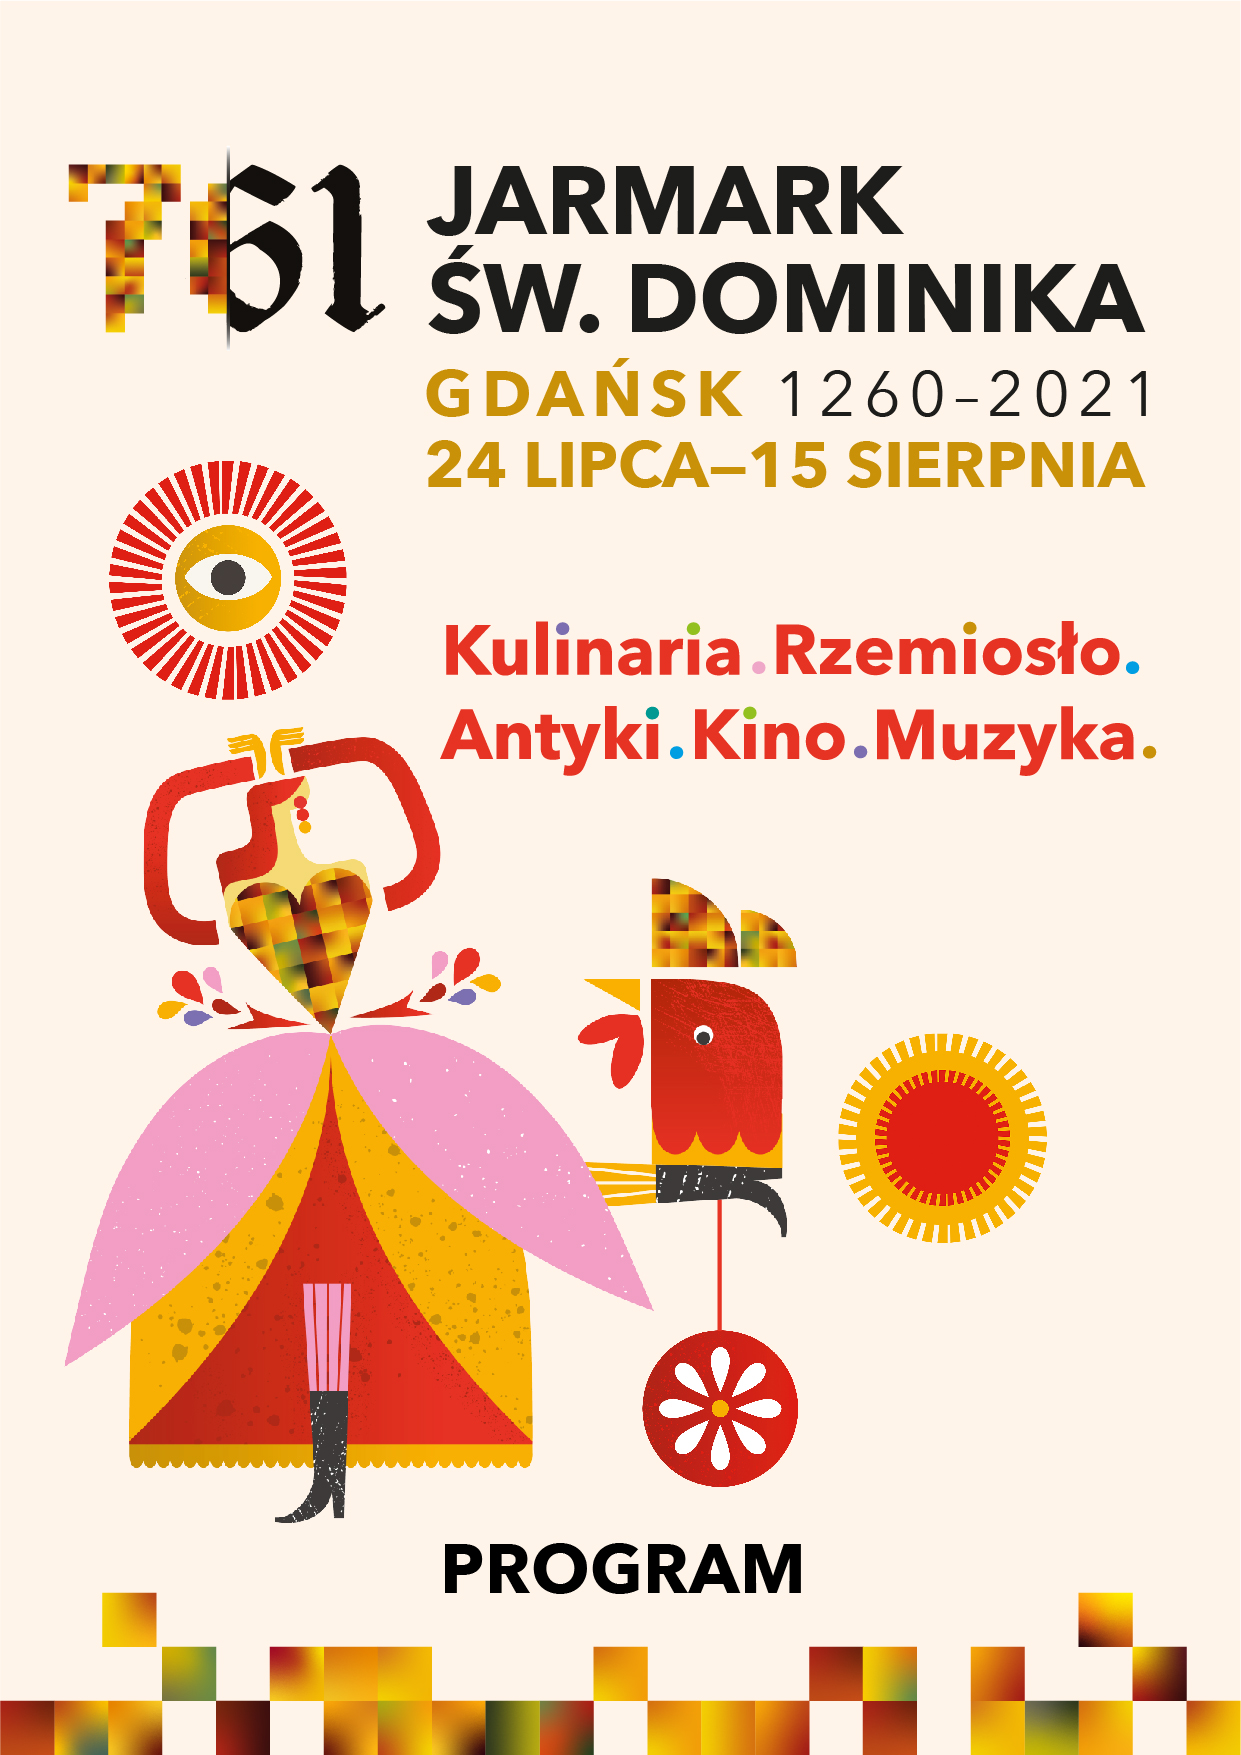 761
JARMARK
ŚW. DOMINIKA
GDAŃSK 1260–2021
24 LIPCA–15 SIERPNIA
Kulinaria.Rzemiosło.
Antyki.Kino.Muzyka.
PROGRAM